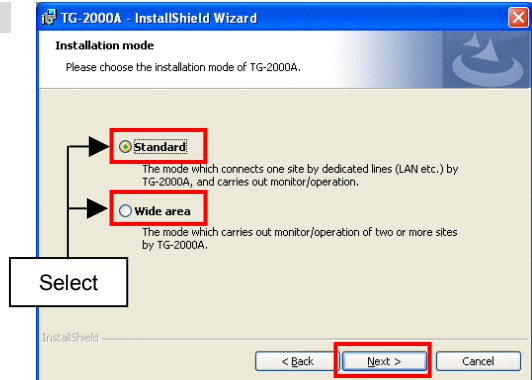 TG-2000A - InstallShield Wizard
Installation mode
Please choose the installation mode of TG-2000A.
Standard
The mode which connects one site by dedicated lines (LAN etc.) by
TG-2000A, and carries out monitor/operation.
Wide area
The mode which carries out monitor/operation of two or more sites
by TG-2000A.
Select
InstallShield
< Back Next > Cancel